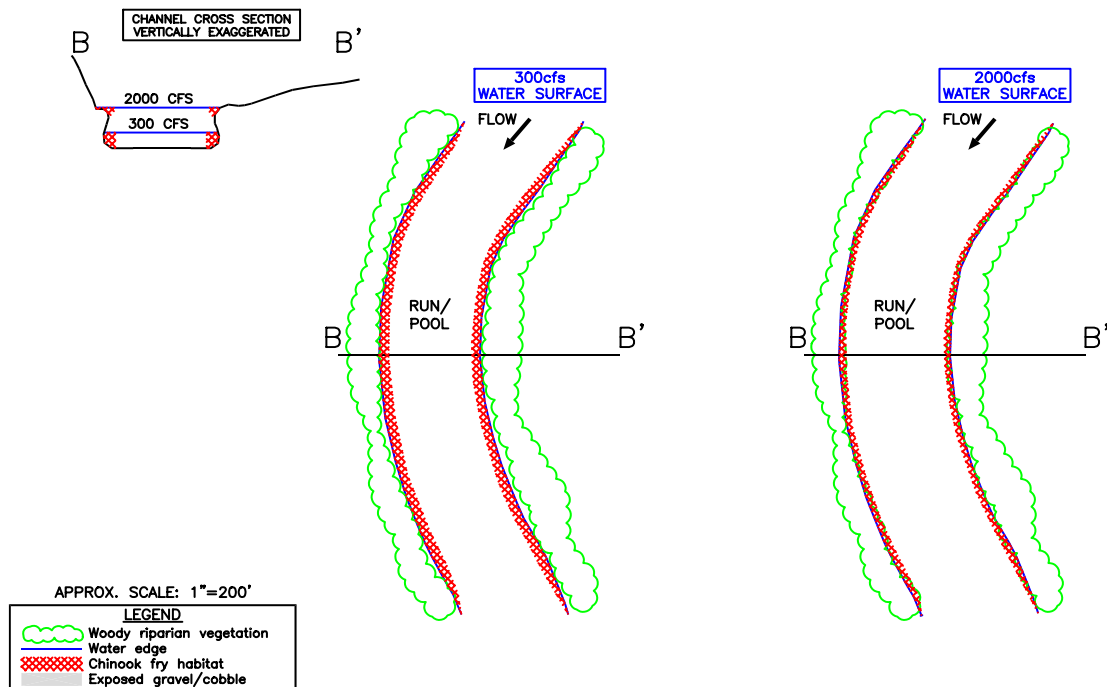 CHANNEL CROSS SECTION
VERTICALLY EXAGGERATED
B
B'
2000 CFS
300 CFS
300cfs
WATER SURFACE
FLOW
RUN/
POOL
B
B'
2000cfs
WATER SURFACE
FLOW
RUN/
POOL
B
B'
APPROX. SCALE: 1"=200'
LEGEND
Woody riparian vegetation
Water edge
Chinook fry habitat
Exposed gravel/cobble